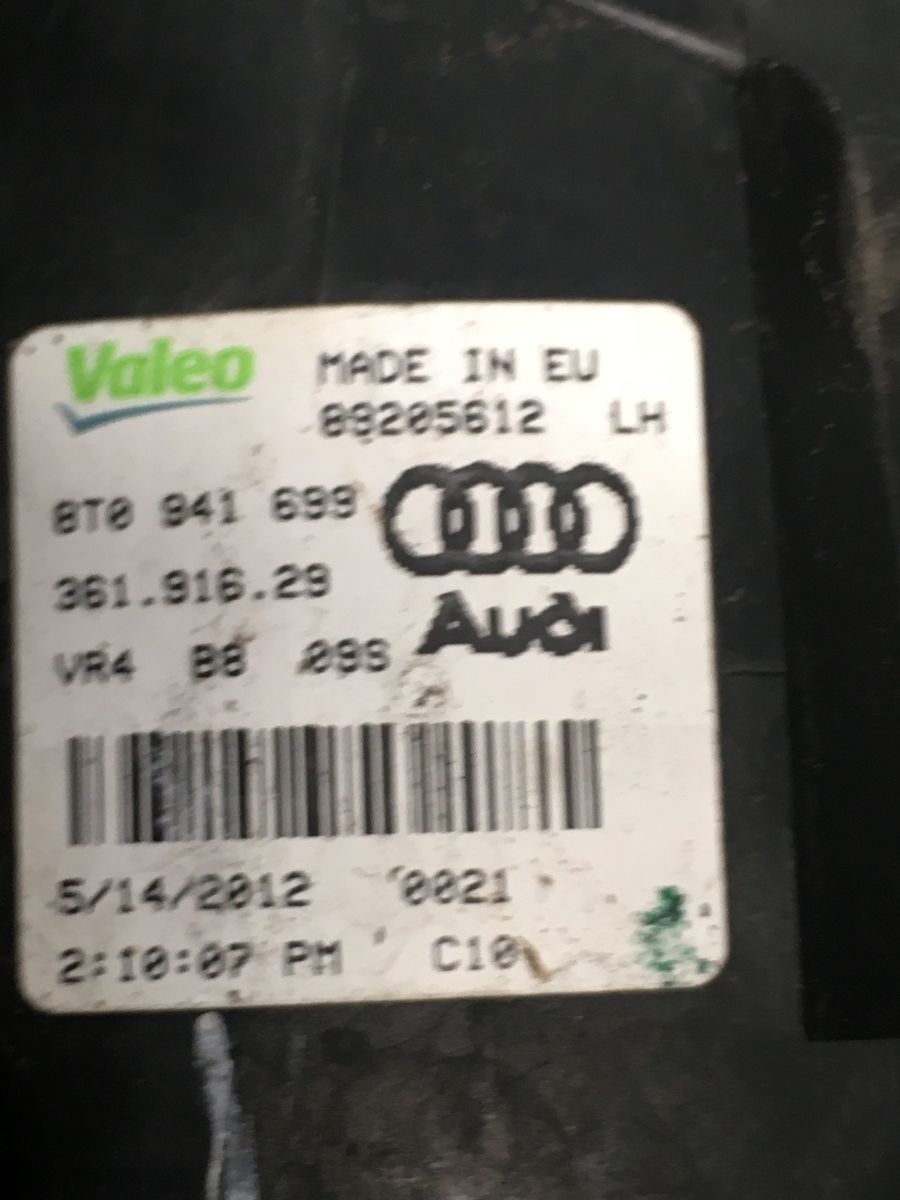 Valeo
MADE IN EU
89205612 LH
8T0 941 699
361.916.29
Audi
VR4 B8 09S
5/14/2012 0021
2:10:07 PM C10